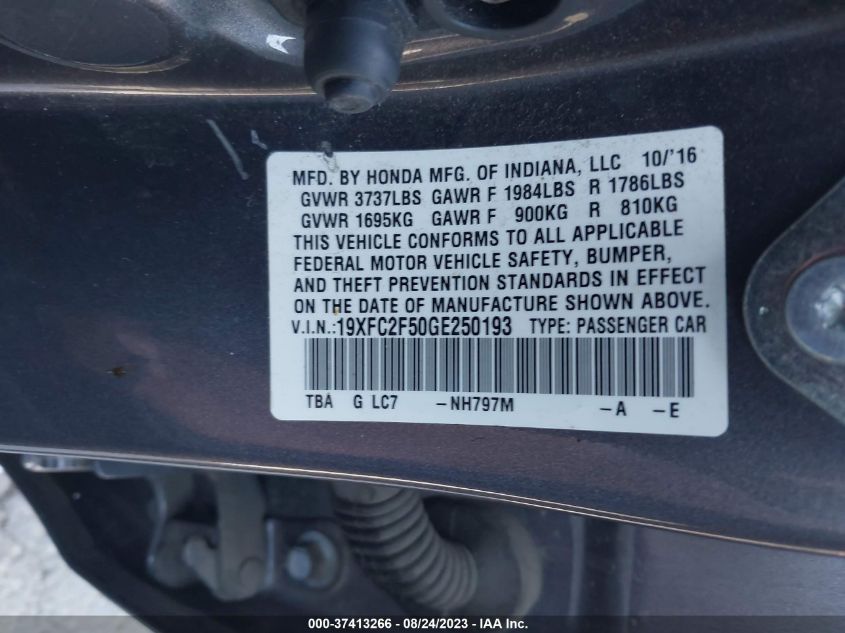 MFD. BY HONDA MFG. OF INDIANA, LLC 10/'16
GVWR 3737LBS GAWR F 1984LBS R 1786LBS
GVWR 1695KG GAWR F 900KG R 810KG
THIS VEHICLE CONFORMS TO ALL APPLICABLE
FEDERAL MOTOR VEHICLE SAFETY, BUMPER,
AND THEFT PREVENTION STANDARDS IN EFFECT
ON THE DATE OF MANUFACTURE SHOWN ABOVE.
V.I.N.:19XFC2F50GE250193 TYPE: PASSENGER CAR
TBA G LC7 -NH797M -A -E
000-37413266 - 08/24/2023 - IAAI.com